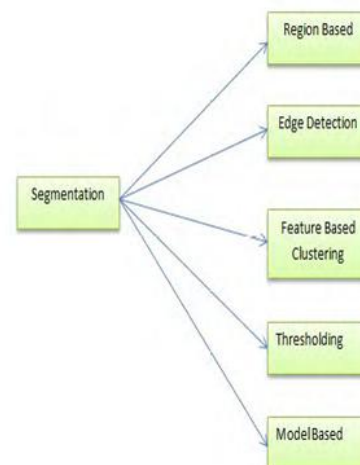 Region Based
Edge Detection
Segmentation
Feature Based
Clustering
Thresholding
Model Based